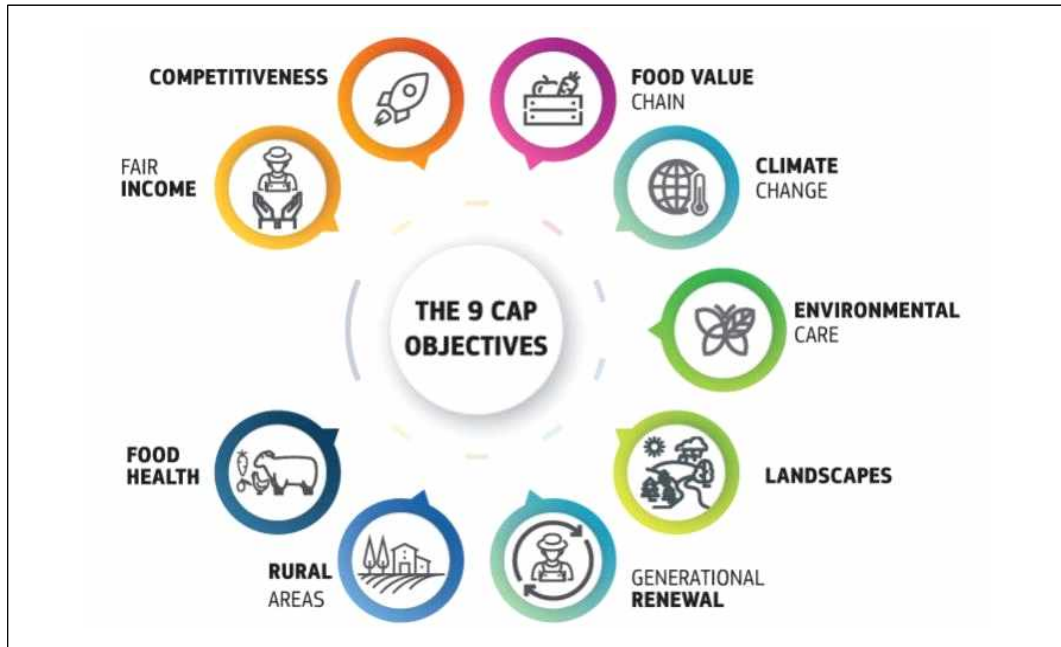 COMPETITIVENESS
FOOD VALUE
CHAIN
FAIR
INCOME
CLIMATE
CHANGE
THE 9 CAP
OBJECTIVES
ENVIRONMENTAL
CARE
FOOD
HEALTH
LANDSCAPES
RURAL
AREAS
GENERATIONAL
RENEWAL